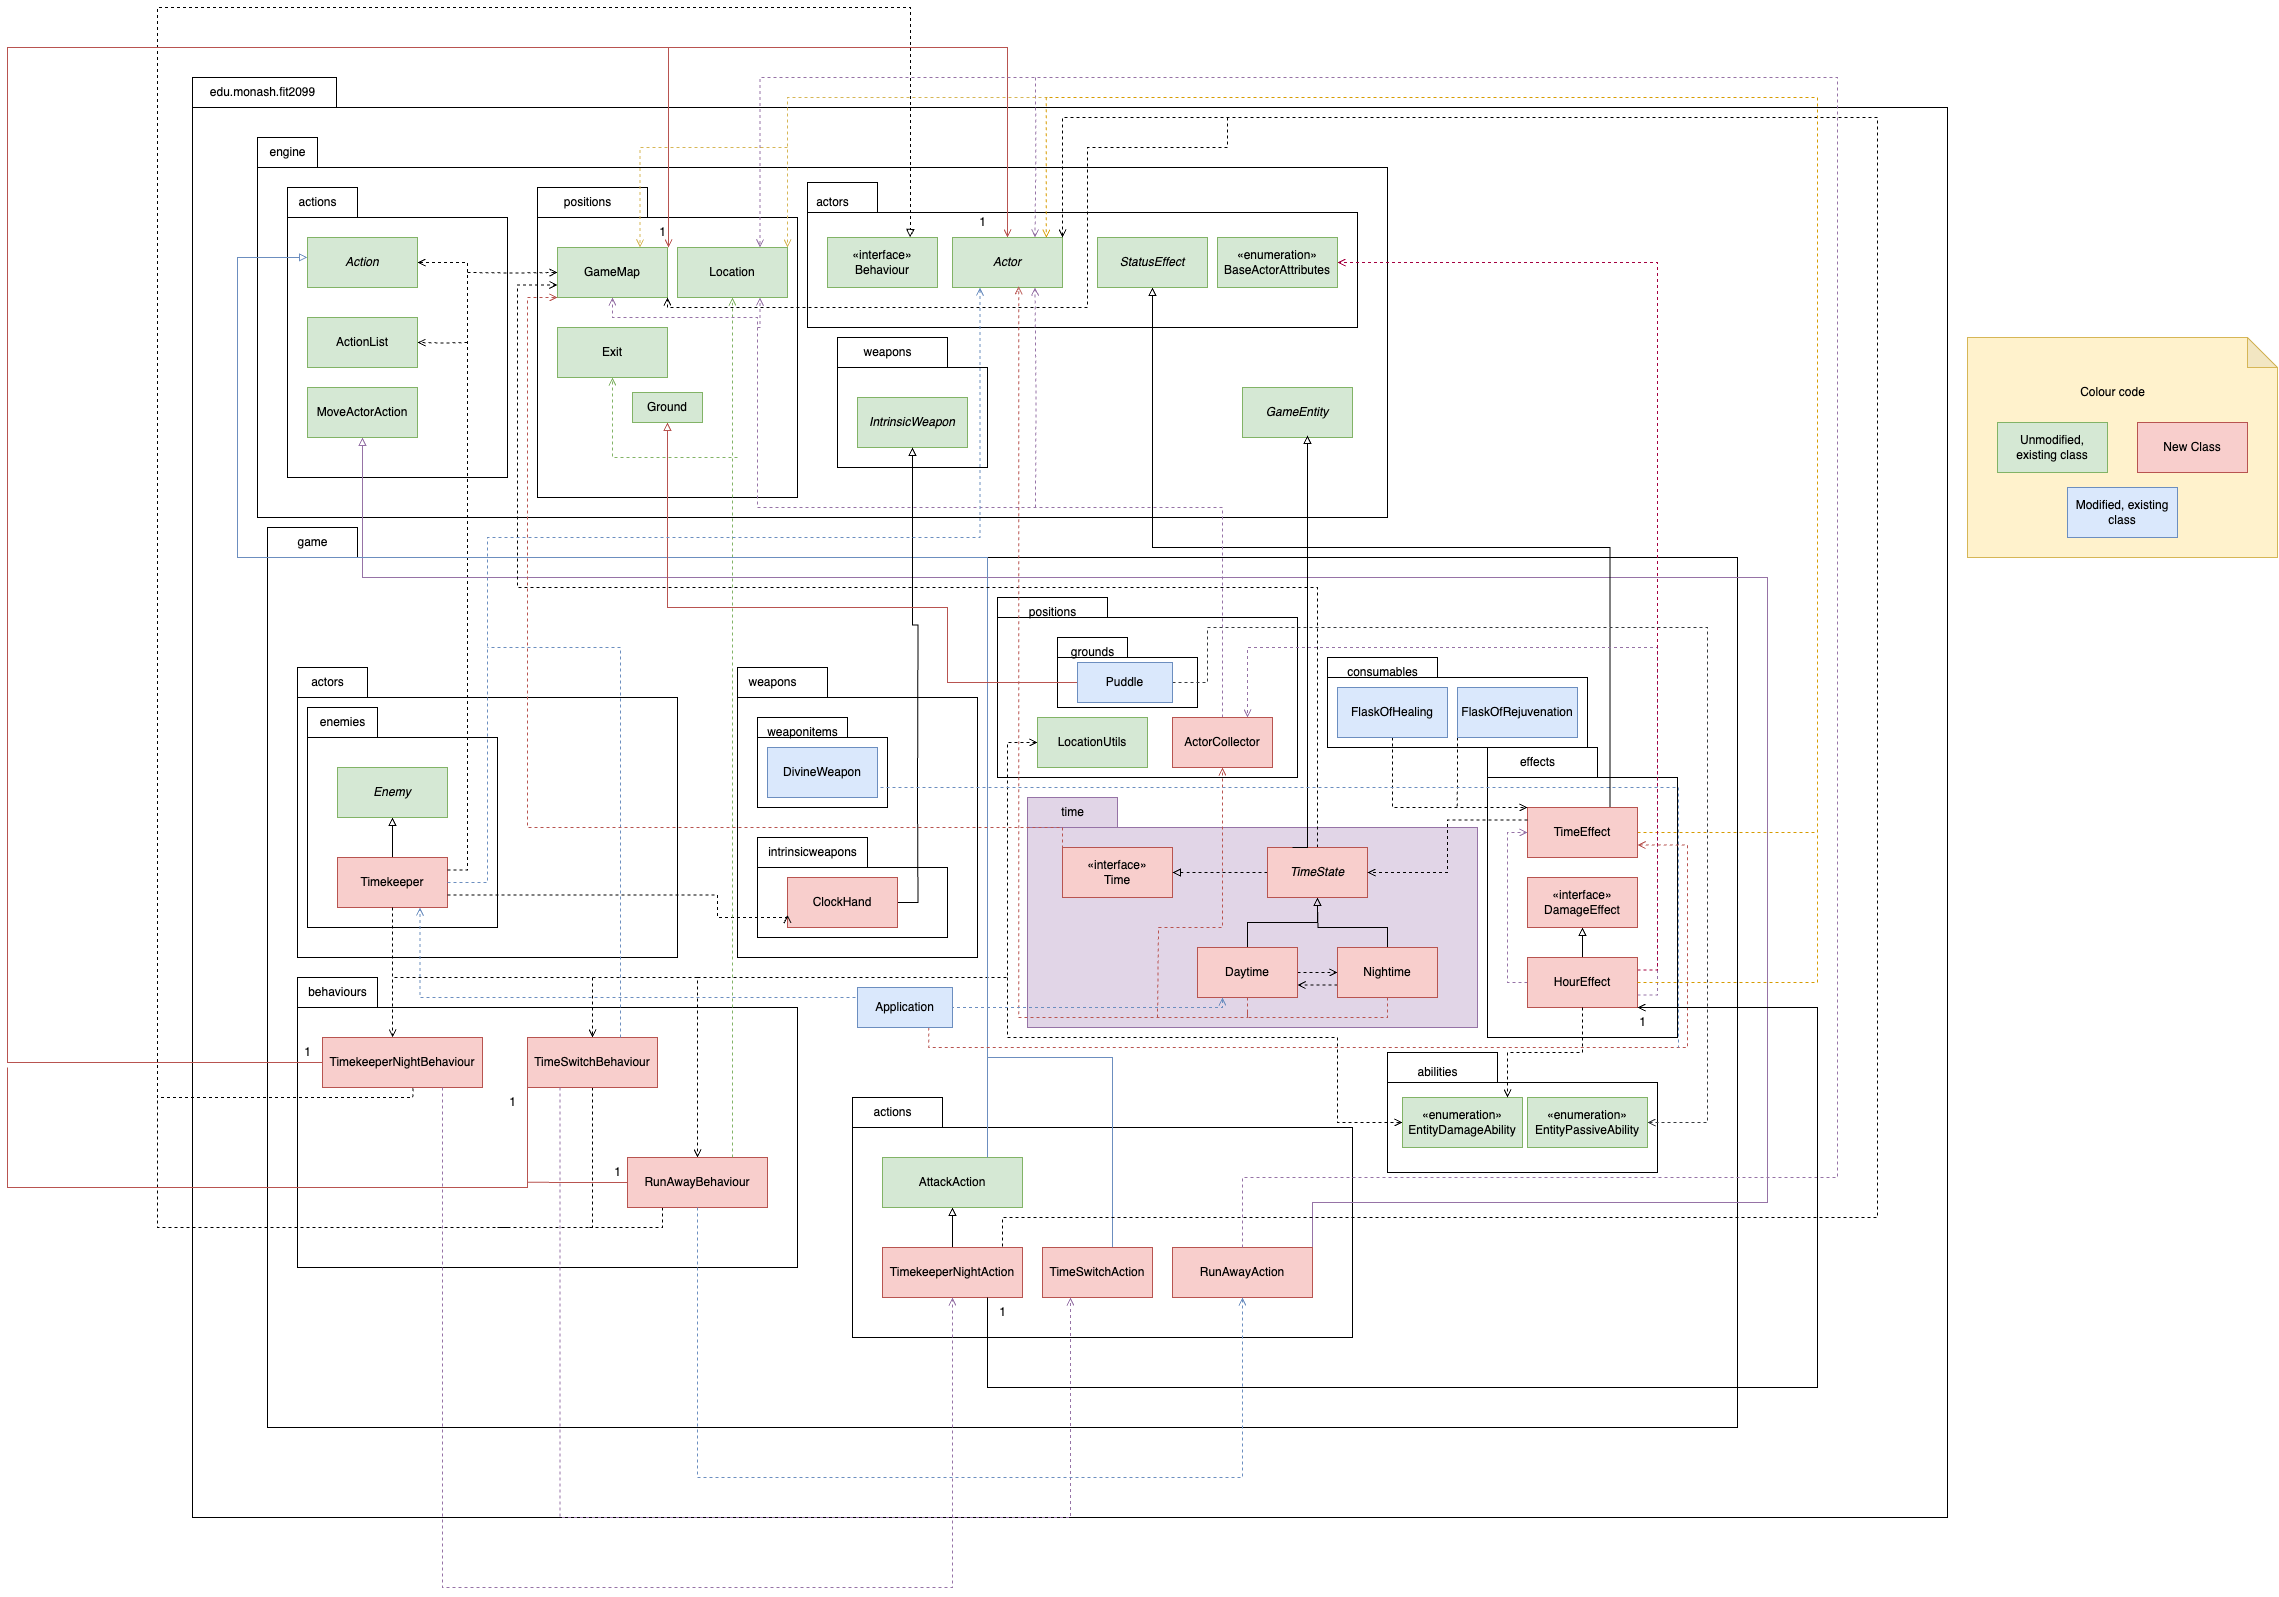 edu.monash.fit2099
engine
actions
Action
ActionList
MoveActorAction
positions
1
GameMap
Location
Exit
Ground
actors
1
«interface»
Behaviour
Actor
StatusEffect
«enumeration»
BaseActorAttributes
weapons
IntrinsicWeapon
GameEntity
Colour code
Unmodified,
existing class
New Class
Modified, existing
class
game
actors
enemies
Enemy
Timekeeper
weapons
weaponitems
DivineWeapon
intrinsicweapons
ClockHand
positions
grounds
Puddle
LocationUtils
ActorCollector
consumables
FlaskOfHealing
FlaskOfRejuvenation
effects
TimeEffect
«interface»
DamageEffect
HourEffect
1
time
«interface»
Time
TimeState
Daytime
Nightime
behaviours
1
TimekeeperNightBehaviour
TimeSwitchBehaviour
1
1
RunAwayBehaviour
Application
abilities
«enumeration»
EntityDamageAbility
«enumeration»
EntityPassiveAbility
actions
AttackAction
TimekeeperNightAction
TimeSwitchAction
RunAwayAction
1